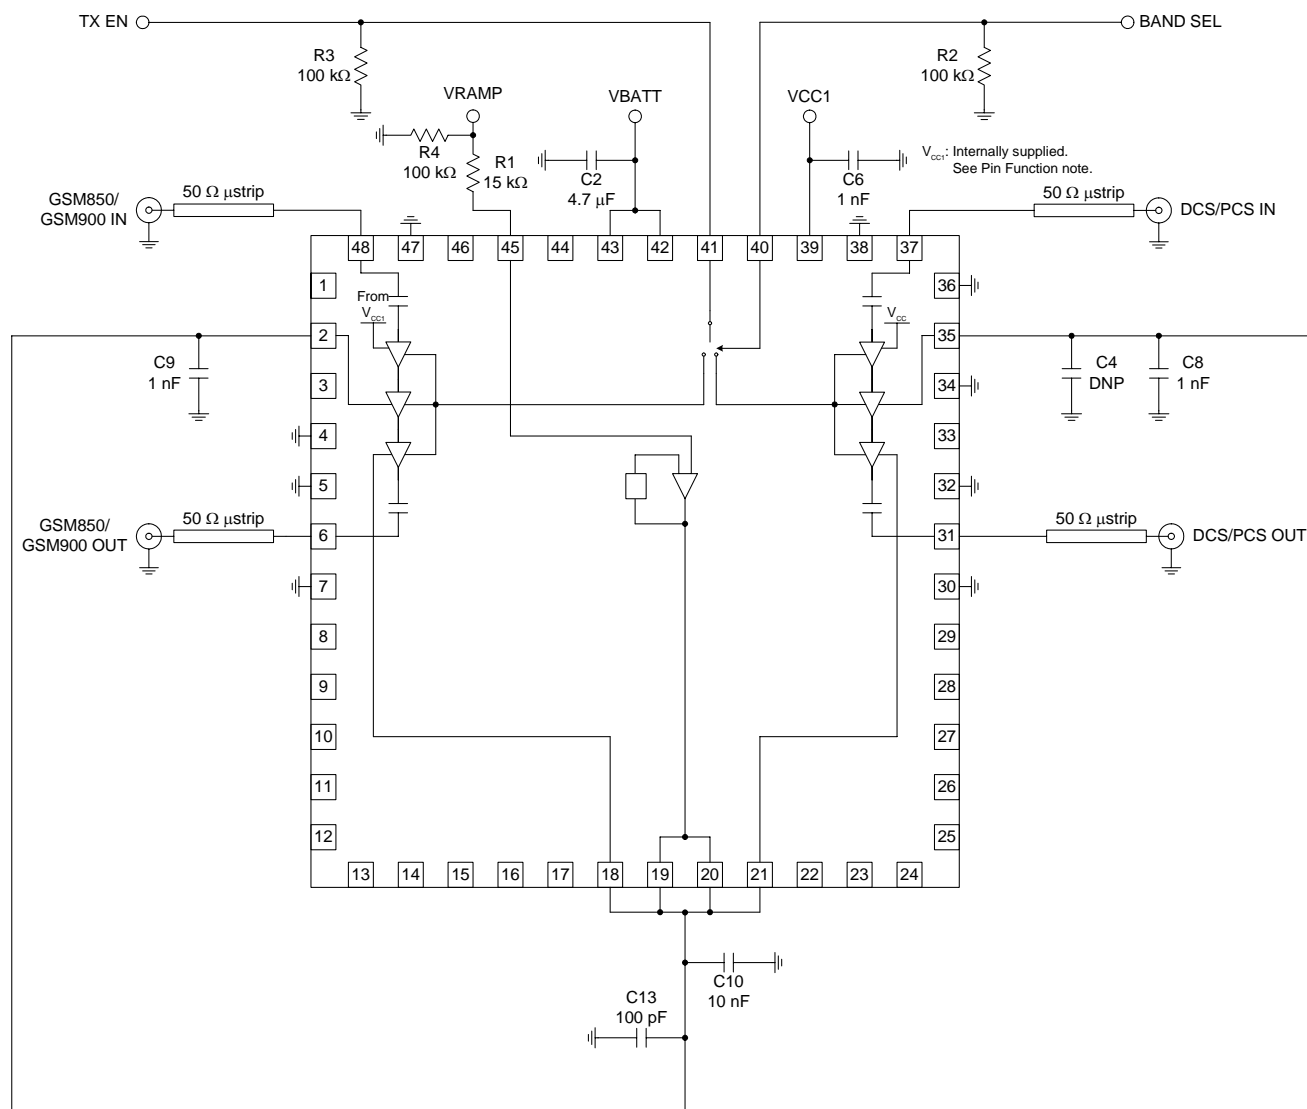 TX EN
BAND SEL
R3
100 kΩ
R2
100 kΩ
VRAMP
VBATT
VCC1
R4
100 kΩ
R1
15 kΩ
C2
4.7 µF
C6
1 nF
VCC1: Internally supplied.
See Pin Function note.
GSM850/
GSM900 IN
50 Ω µstrip
50 Ω µstrip
DCS/PCS IN
48
47
46
45
44
43
42
41
40
39
38
37
1
2
3
4
5
6
7
8
9
10
11
12
From
VCC1
VCC
36
35
34
33
32
31
30
29
28
27
26
25
C9
1 nF
C4
DNP
C8
1 nF
GSM850/
GSM900 OUT
50 Ω µstrip
50 Ω µstrip
DCS/PCS OUT
13
14
15
16
17
18
19
20
21
22
23
24
C10
10 nF
C13
100 pF